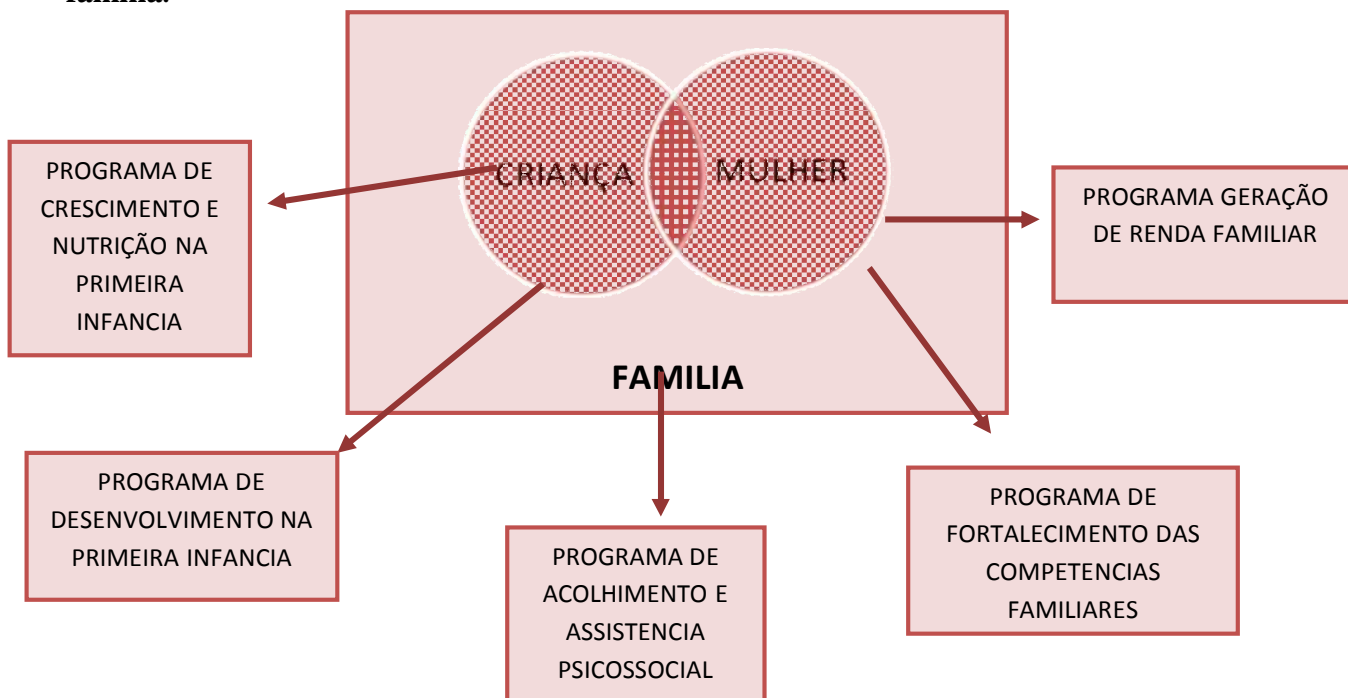 família.
CRIANÇA
MULHER
PROGRAMA DE
CRESCIMENTO E
NUTRIÇÃO NA
PRIMEIRA
INFANCIA
PROGRAMA GERAÇÃO
DE RENDA FAMILIAR
FAMILIA
PROGRAMA DE
DESENVOLVIMENTO NA
PRIMEIRA INFANCIA
PROGRAMA DE
ACOLHIMENTO E
ASSISTENCIA
PSICOSSOCIAL
PROGRAMA DE
FORTALECIMENTO DAS
COMPETENCIAS
FAMILIARES